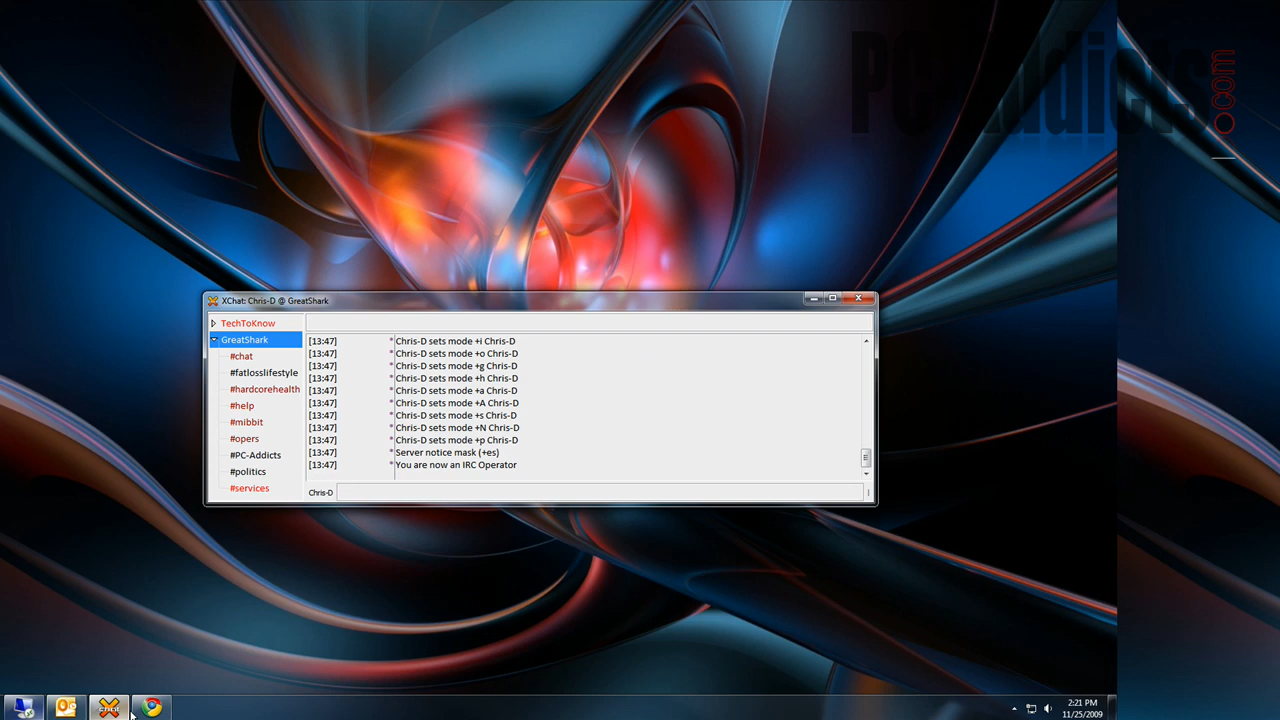 PC-Addicts
.com
XChat: Chris-D @ GreatShark
TechToKnow
GreatShark
#chat
#fatlosslifestyle
#hardcorehealth
#help
#mibbit
#opers
#PC-Addicts
#politics
#services
[13:47] * Chris-D sets mode +i Chris-D
[13:47] * Chris-D sets mode +o Chris-D
[13:47] * Chris-D sets mode +g Chris-D
[13:47] * Chris-D sets mode +h Chris-D
[13:47] * Chris-D sets mode +a Chris-D
[13:47] * Chris-D sets mode +A Chris-D
[13:47] * Chris-D sets mode +s Chris-D
[13:47] * Chris-D sets mode +N Chris-D
[13:47] * Chris-D sets mode +p Chris-D
[13:47] * Server notice mask (+es)
[13:47] * You are now an IRC Operator
Chris-D
chat
2:21 PM
11/25/2009